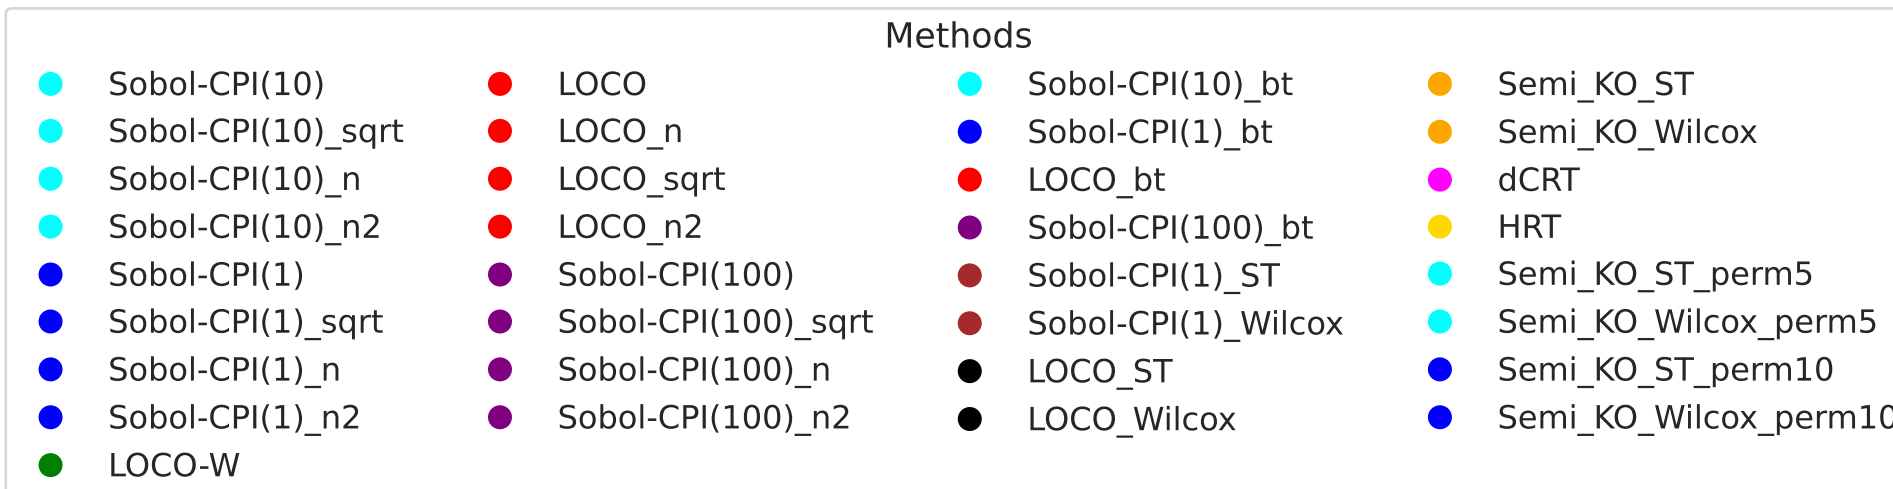 Methods
Sobol-CPI(10)
Sobol-CPI(10)_sqrt
Sobol-CPI(10)_n
Sobol-CPI(10)_n2
Sobol-CPI(1)
Sobol-CPI(1)_sqrt
Sobol-CPI(1)_n
Sobol-CPI(1)_n2
LOCO-W
LOCO
LOCO_n
LOCO_sqrt
LOCO_n2
Sobol-CPI(100)
Sobol-CPI(100)_sqrt
Sobol-CPI(100)_n
Sobol-CPI(100)_n2
Sobol-CPI(10)_bt
Sobol-CPI(1)_bt
LOCO_bt
Sobol-CPI(100)_bt
Sobol-CPI(1)_ST
Sobol-CPI(1)_Wilcox
LOCO_ST
LOCO_Wilcox
Semi_KO_ST
Semi_KO_Wilcox
dCRT
HRT
Semi_KO_ST_perm5
Semi_KO_Wilcox_perm5
Semi_KO_ST_perm10
Semi_KO_Wilcox_perm10